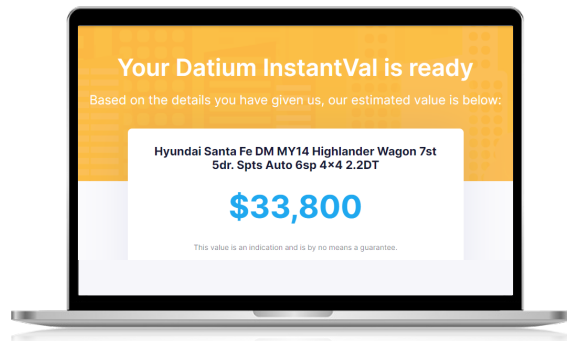 Your Datium InstantVal is ready
Based on the details you have given us, our estimated value is below:
Hyundai Santa Fe DM MY14 Highlander Wagon 7st
5dr. Spts Auto 6sp 4×4 2.2DT
$33,800
This value is an indication and is by no means a guarantee.